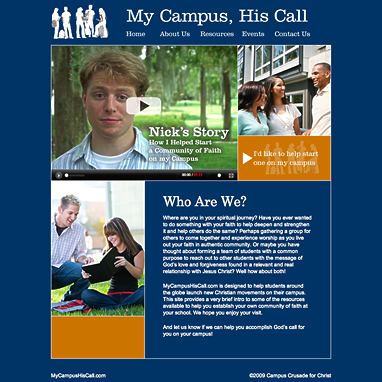 My Campus, His Call
Home About Us Resources Events Contact Us
Nick's Story
How I Helped Start
a Community of Faith
on my Campus
I'd like to help start
one on my campus
Who Are We?
Where are you in your spiritual journey? Have you ever wanted
to do something with your faith to help deepen and strengthen
it and help others do the same? Perhaps gathering a group for
others to come together and experience worship as you live
out your faith in authentic community. Or maybe you have
thought about forming a team of students with a common
purpose to reach out to other students with the message of
God's love and forgiveness found in a relevant and real
relationship with Jesus Christ? Well how about both!
MyCampusHisCall.com is designed to help students around
the globe launch new Christian movements on their campus.
This site provides a very brief intro to some of the resources
available to help you establish your own community of faith at
your school. We hope you enjoy your visit.
And let us know if we can help you accomplish God's call for
you on your campus!
MyCampusHisCall.com ©2009 Campus Crusade for Christ